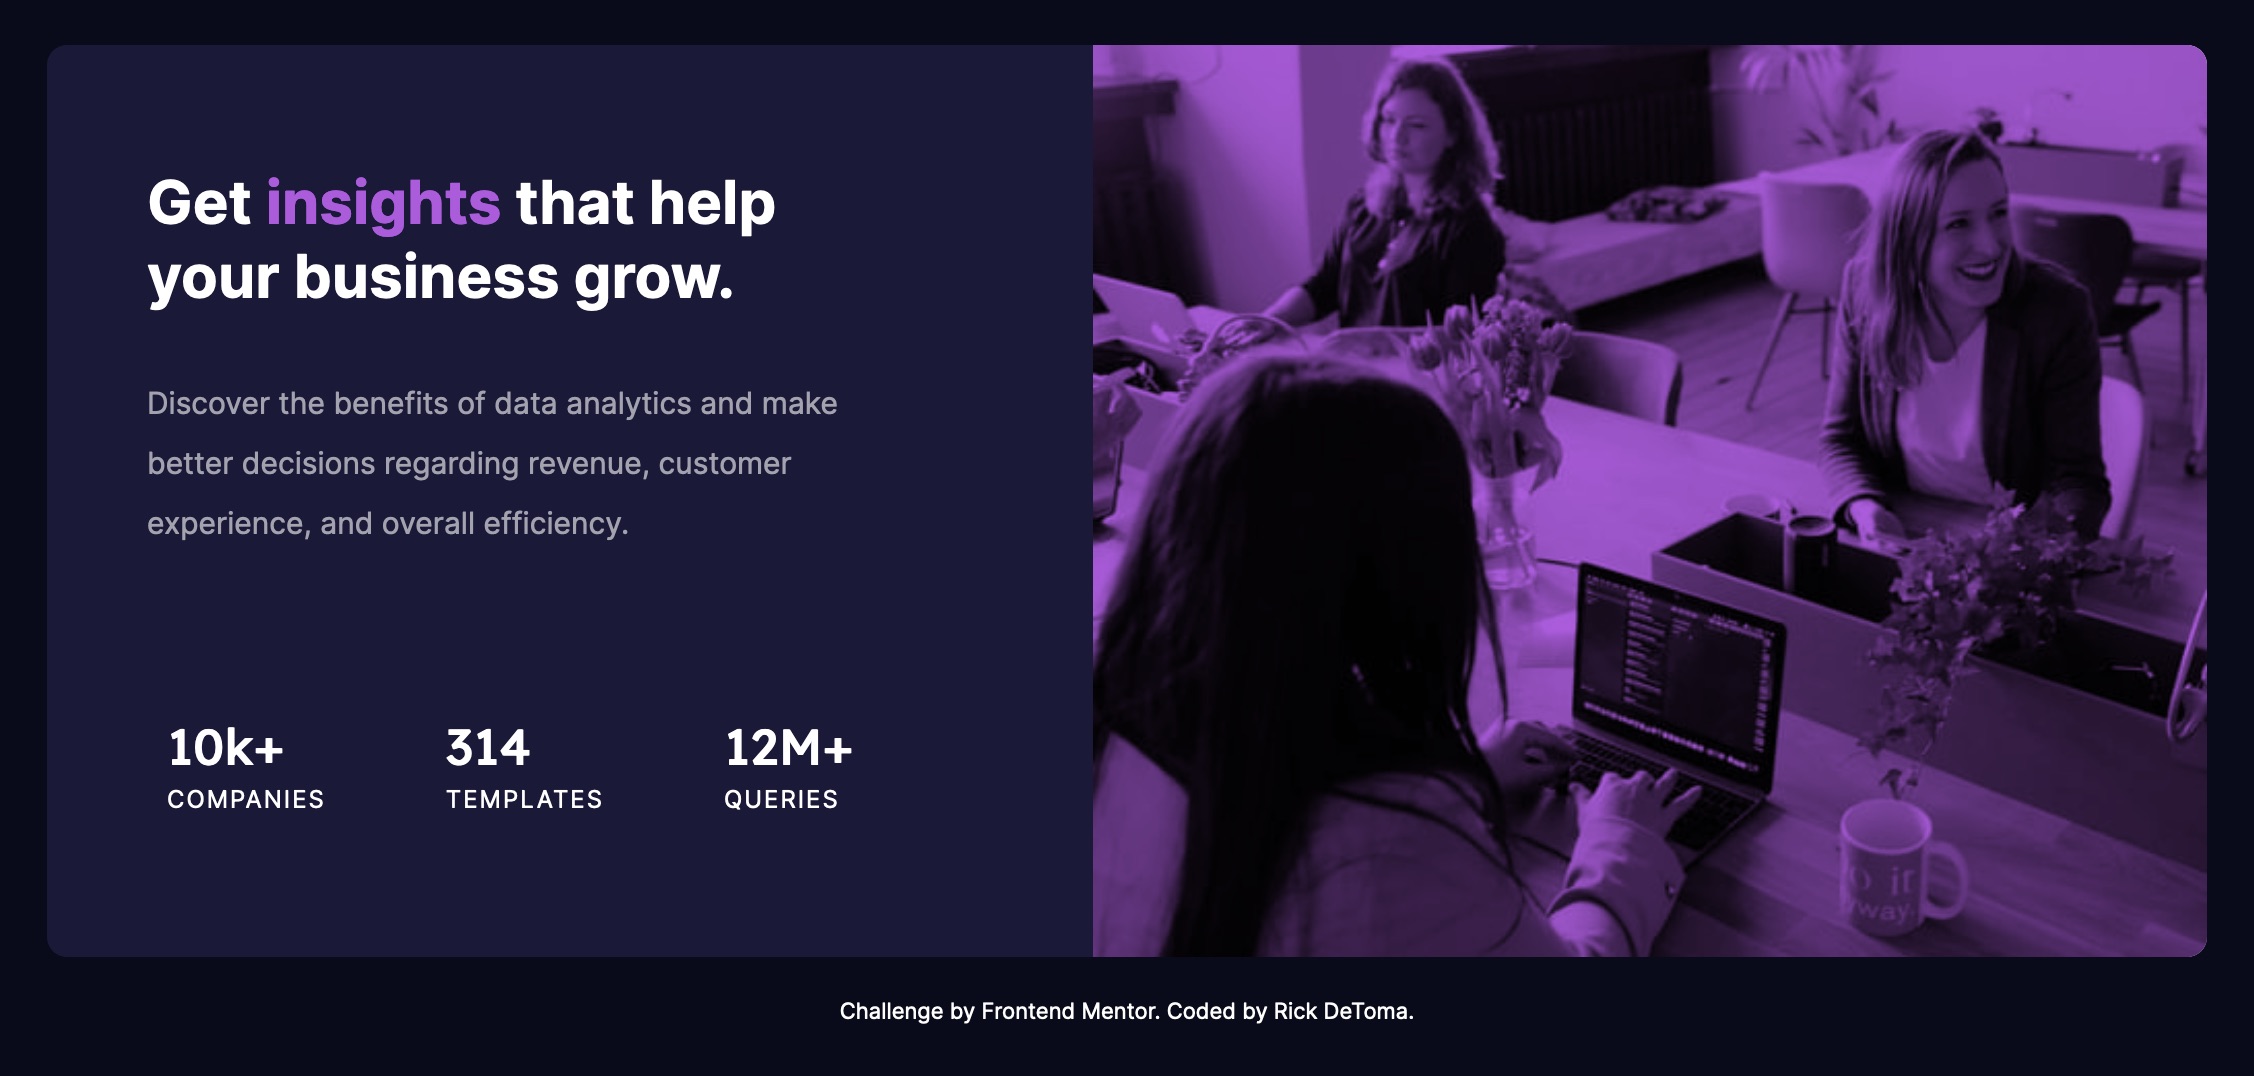 Get insights that help
your business grow.
Discover the benefits of data analytics and make
better decisions regarding revenue, customer
experience, and overall efficiency.
10k+ 314 12M+
COMPANIES TEMPLATES QUERIES
Challenge by Frontend Mentor. Coded by Rick DeToma.